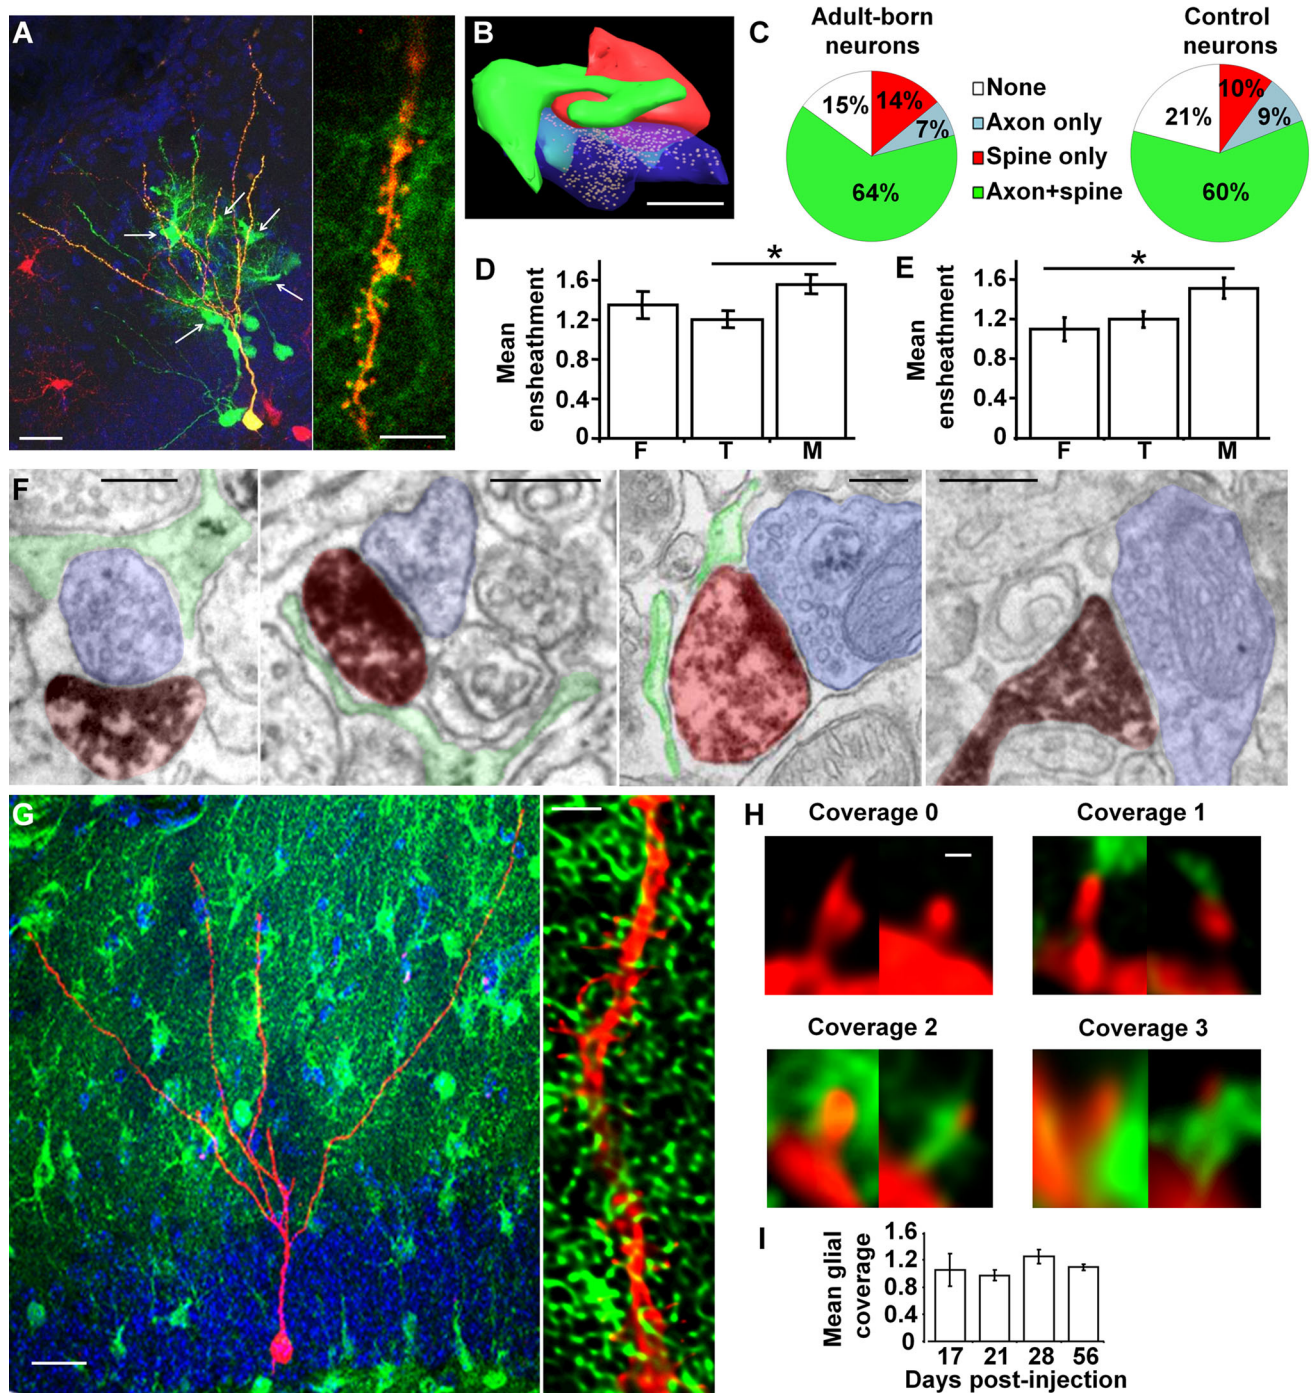 A
B
C
Adult-born
neurons
Control
neurons
15%
14%
7%
64%
None
Axon only
Spine only
Axon+spine
21%
10%
9%
60%
D
Mean
ensheathment
1.6
1.2
0.8
0.4
0
*
F T M
E
Mean
ensheathment
1.6
1.2
0.8
0.4
0
*
F T M
F
G
H
Coverage 0
Coverage 1
Coverage 2
Coverage 3
I
Mean glial
coverage
1.6
1.2
0.8
0.4
0
17 21 28 56
Days post-injection